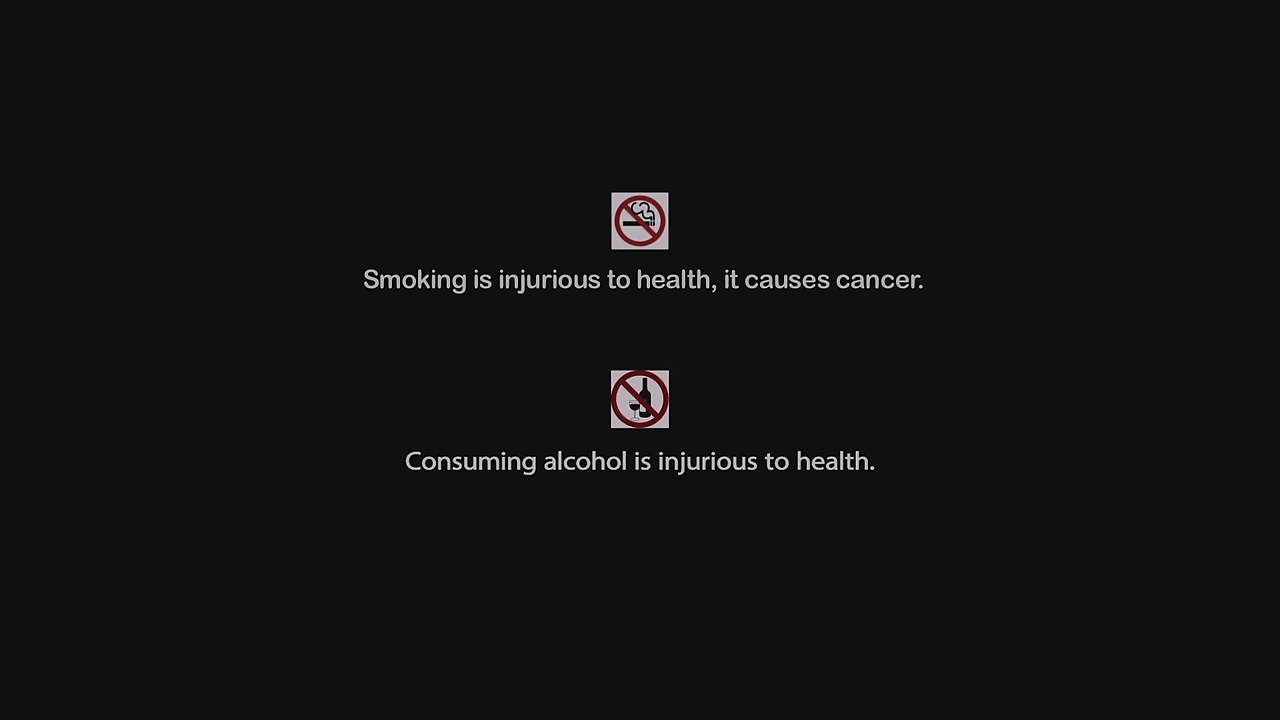 Smoking is injurious to health, it causes cancer.
Consuming alcohol is injurious to health.